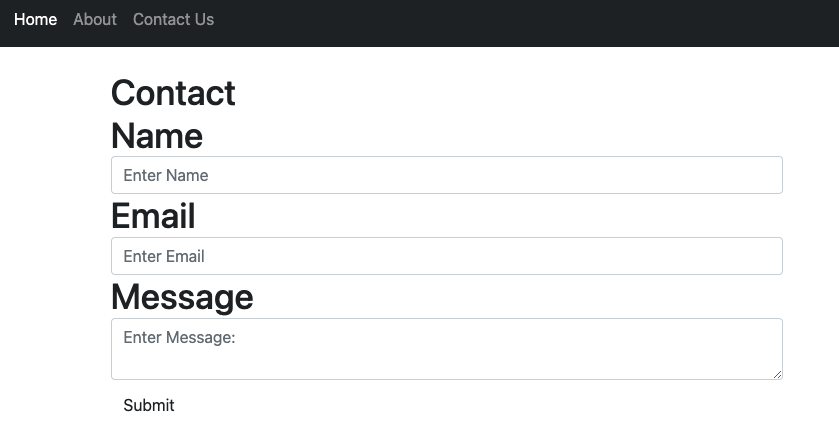 Home About Contact Us
Contact
Name
Enter Name
Email
Enter Email
Message
Enter Message:
Submit